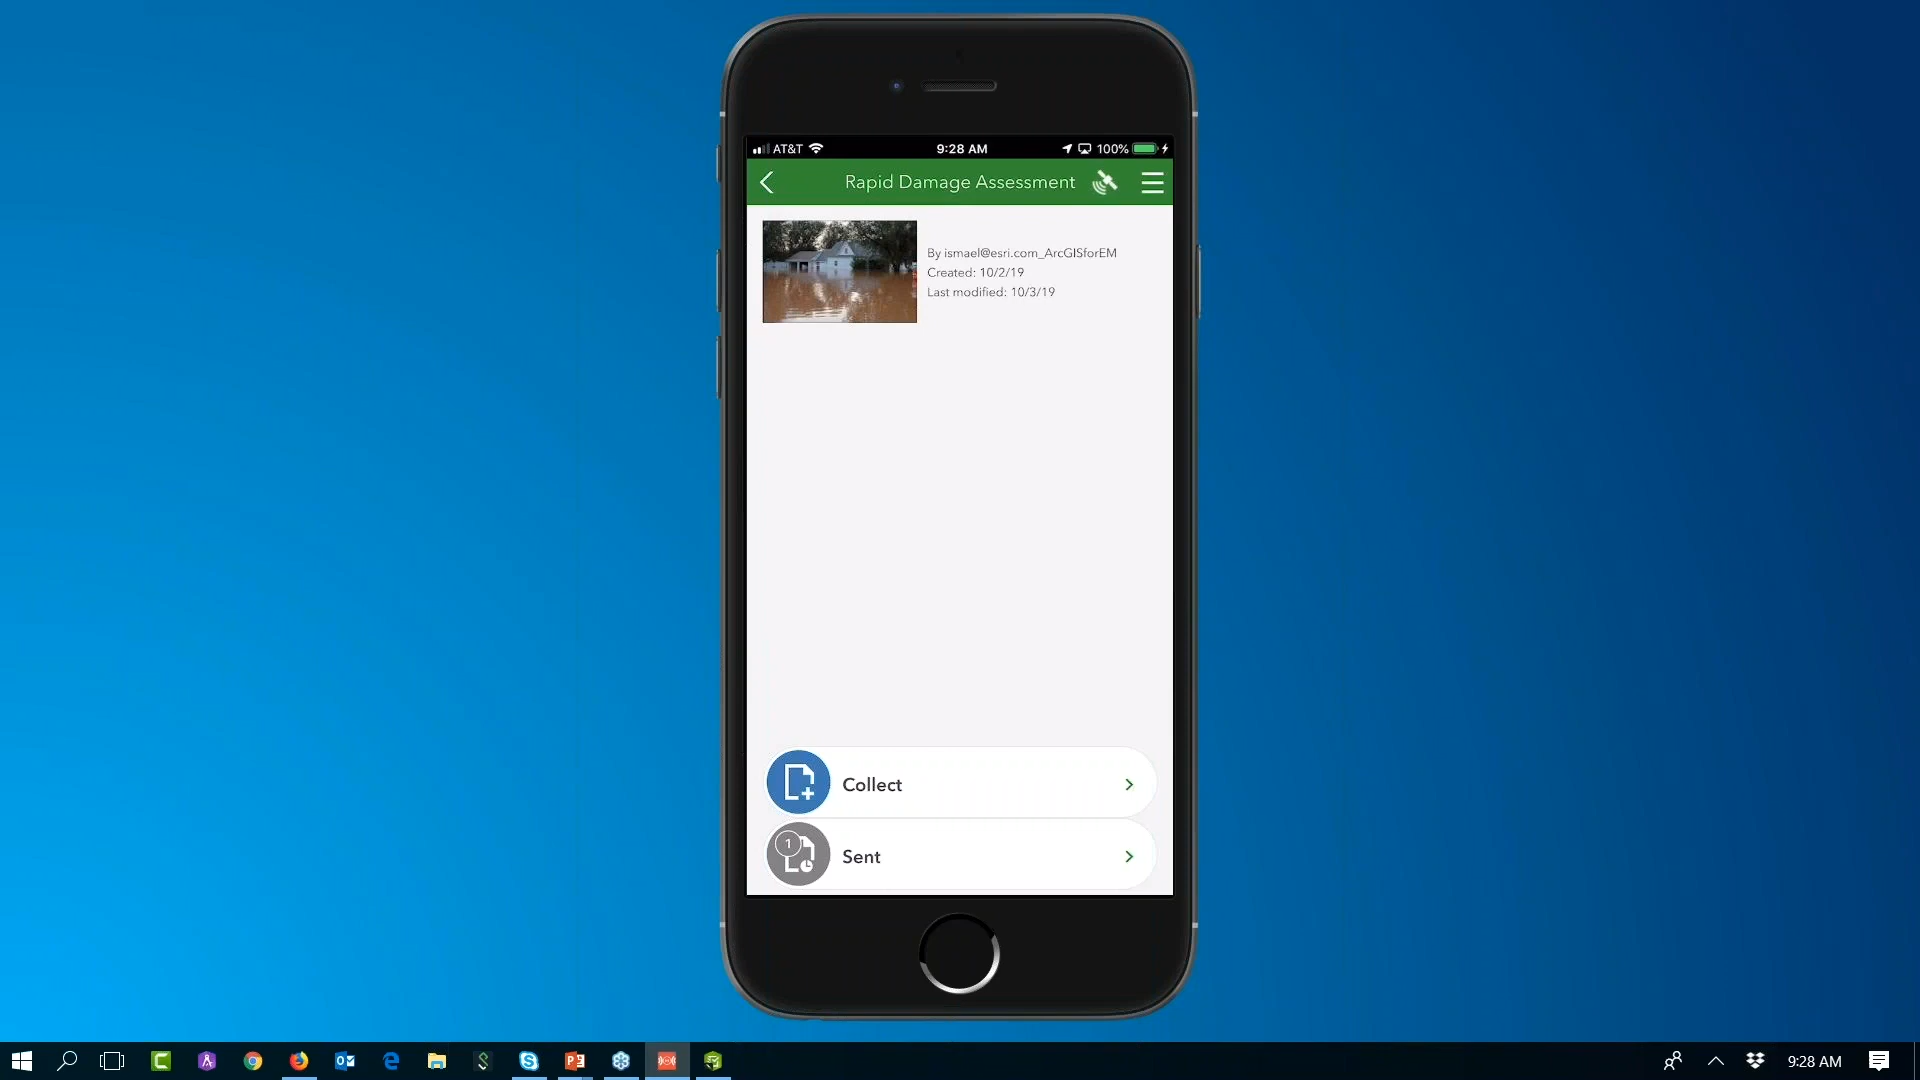 AT&T
9:28 AM
100%
Rapid Damage Assessment
By ismael@esri.com_ArcGISforEM
Created: 10/2/19
Last modified: 10/3/19
Collect
1
Sent
9:28 AM